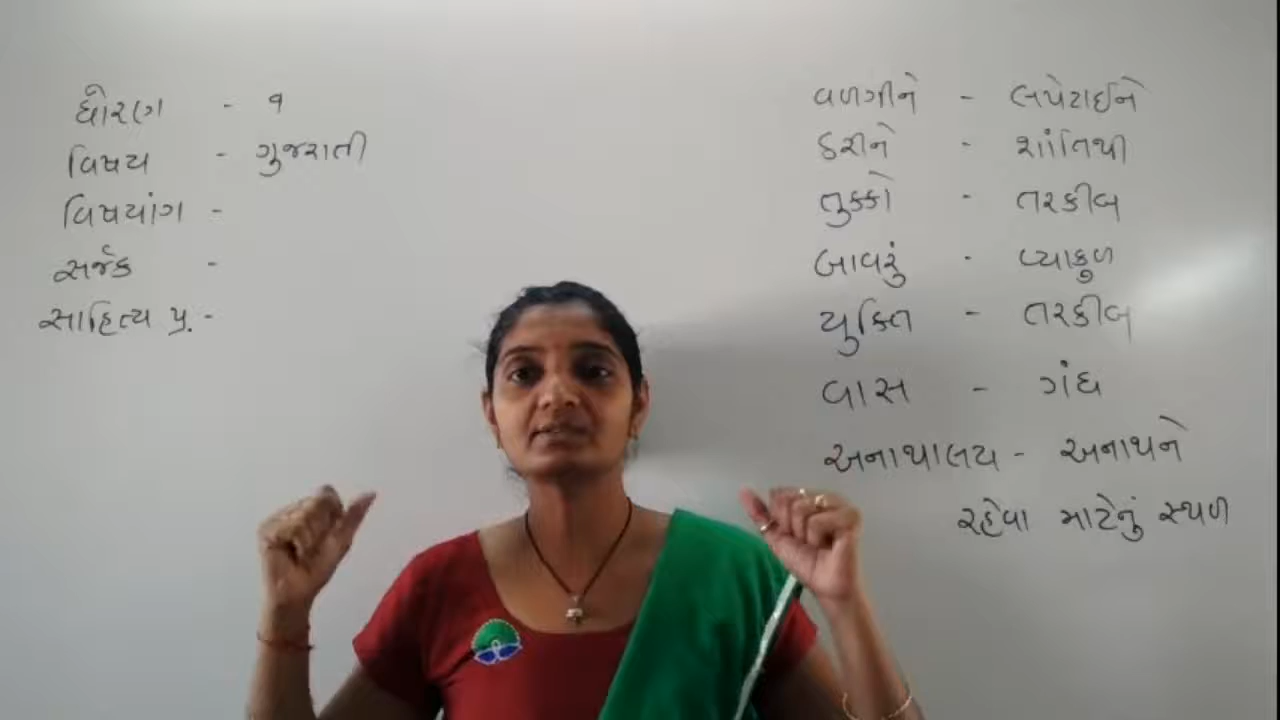 ધોરણ - ૧
વિષય - ગુજરાતી
વિષયાંગ -
સર્જક -
સાહિત્ય પ્ર. -
વળગીને - લપેટાઈને
ઠરીને - શાંતિથી
તુક્કો - તરકીબ
બાવરું - વ્યાકુળ
યુક્તિ - તરકીબ
વાસ - ગંધ
અનાથાલય - અનાથને
રહેવા માટેનું સ્થળ